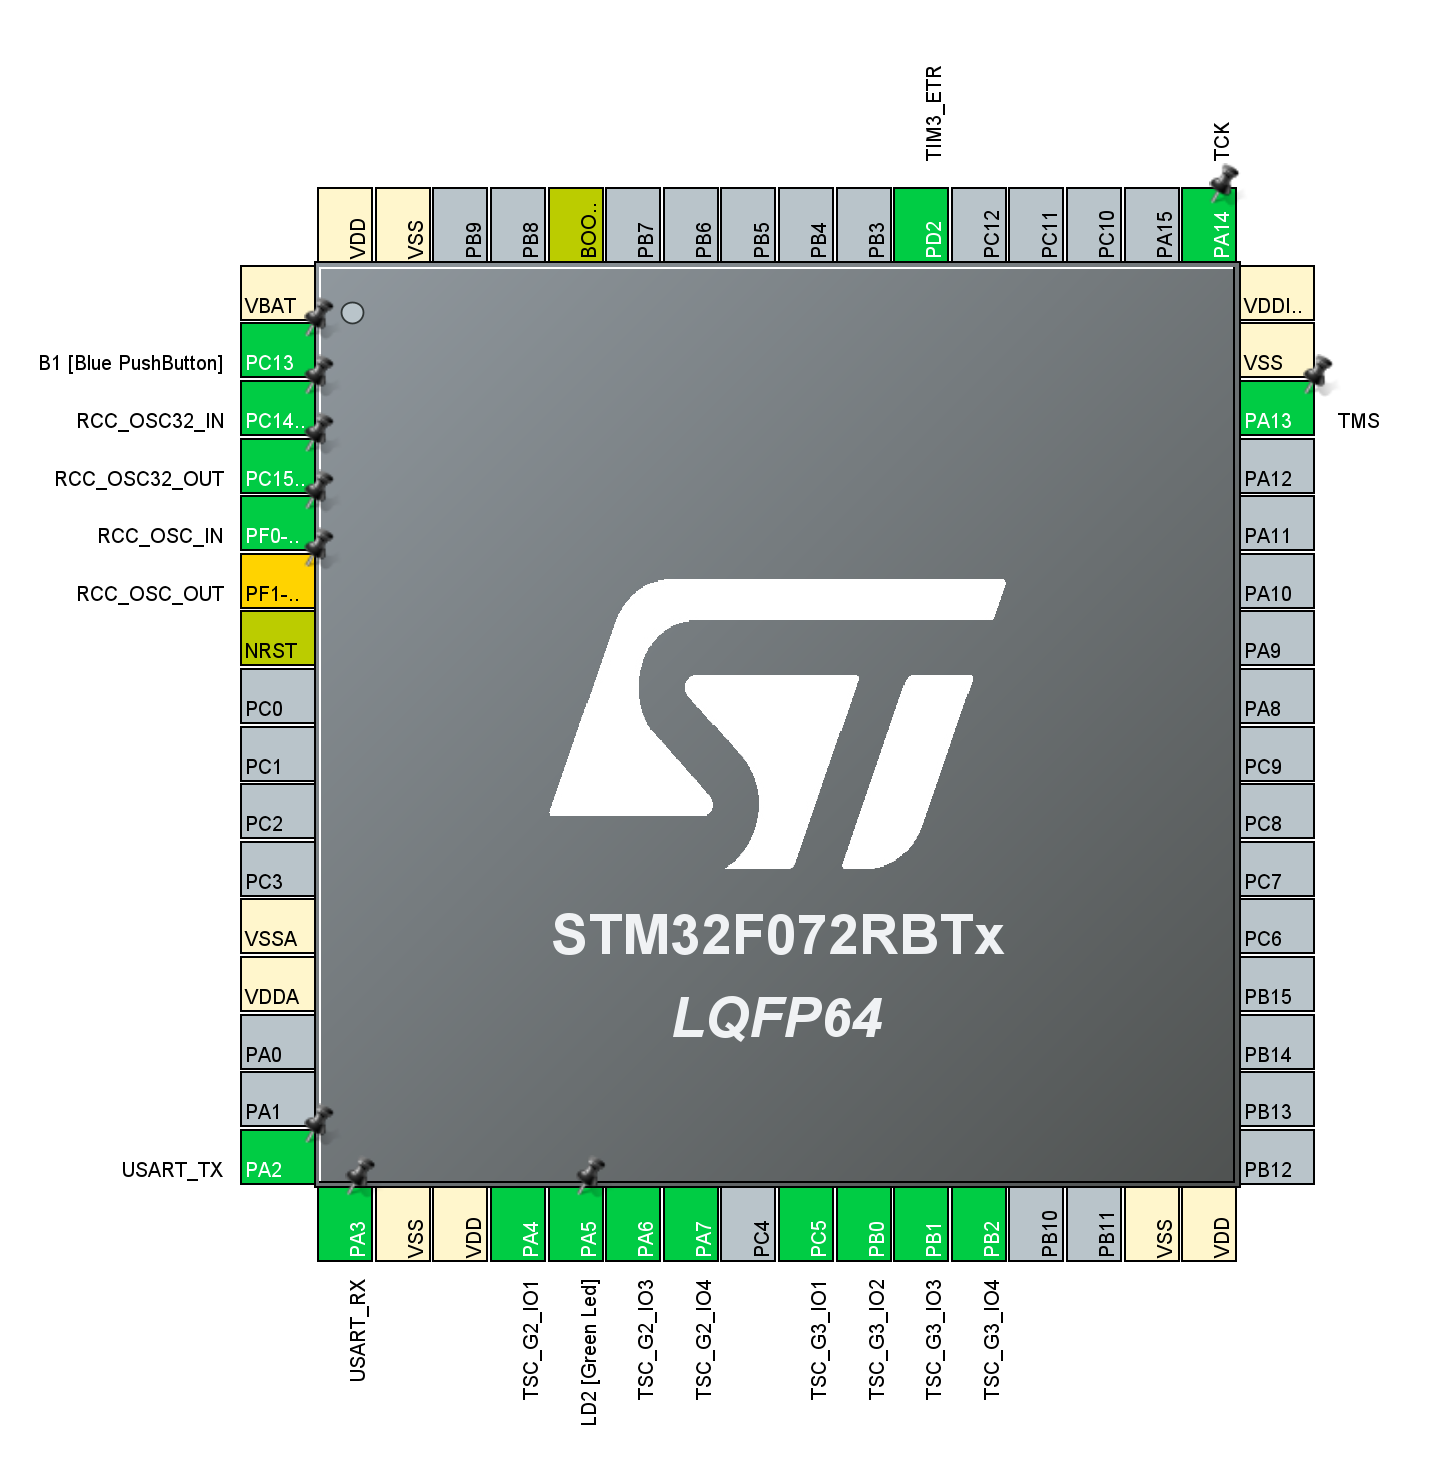 TIM3_ETR
TCK
VDD
VSS
PB9
PB8
BOO..
PB7
PB6
PB5
PB4
PB3
PD2
PC12
PC11
PC10
PA15
PA14
VBAT
B1 [Blue PushButton] PC13
RCC_OSC32_IN PC14..
RCC_OSC32_OUT PC15..
RCC_OSC_IN PF0-..
RCC_OSC_OUT PF1-..
NRST
PC0
PC1
PC2
PC3
VSSA
VDDA
PA0
PA1
USART_TX PA2
VDDI..
VSS
PA13 TMS
PA12
PA11
PA10
PA9
PA8
PC9
PC8
PC7
PC6
PB15
PB14
PB13
PB12
ST
STM32F072RBTx
LQFP64
PA3
VSS
VDD
PA4
PA5
PA6
PA7
PC4
PC5
PB0
PB1
PB2
PB10
PB11
VSS
VDD
USART_RX
TSC_G2_IO1
LD2 [Green Led]
TSC_G2_IO3
TSC_G2_IO4
TSC_G3_IO1
TSC_G3_IO2
TSC_G3_IO3
TSC_G3_IO4